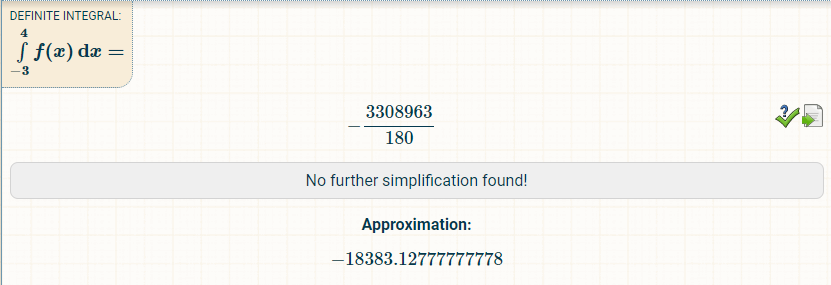 DEFINITE INTEGRAL:
4
∫ f(x) dx =
−3
3308963
−
180
No further simplification found!
Approximation:
−18383.12777777778